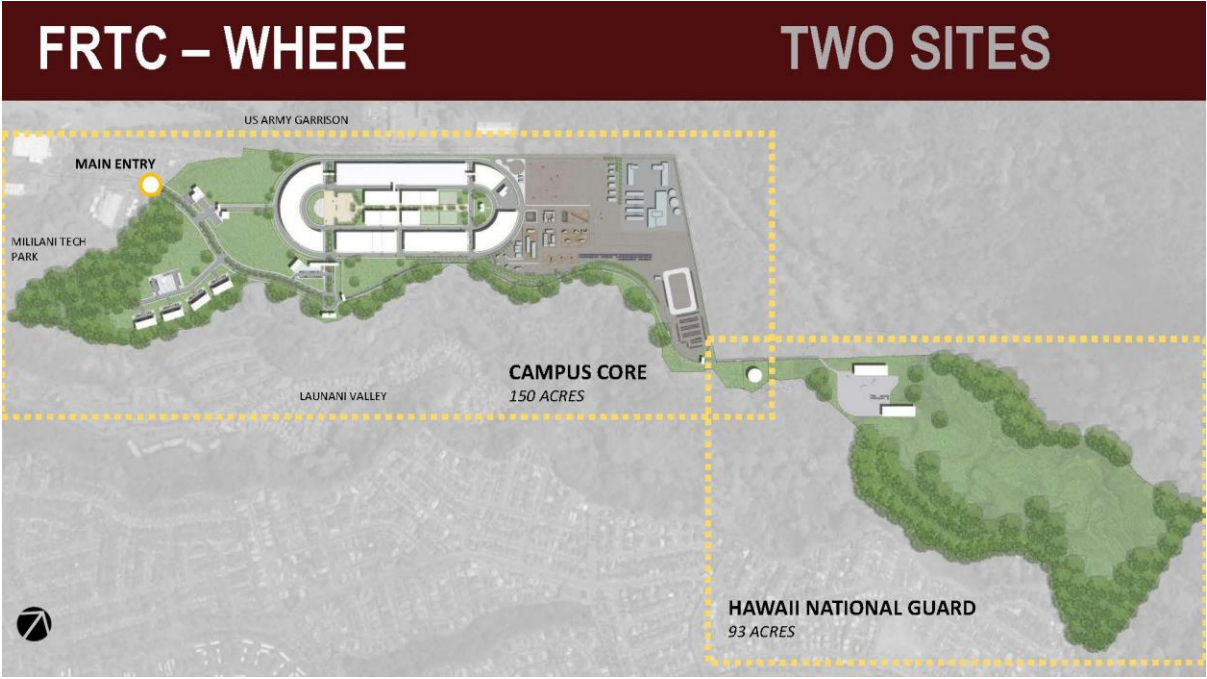 FRTC – WHERE
TWO SITES
US ARMY GARRISON
MAIN ENTRY
MILILANI TECH
PARK
CAMPUS CORE
150 ACRES
LAUNANI VALLEY
HAWAII NATIONAL GUARD
93 ACRES